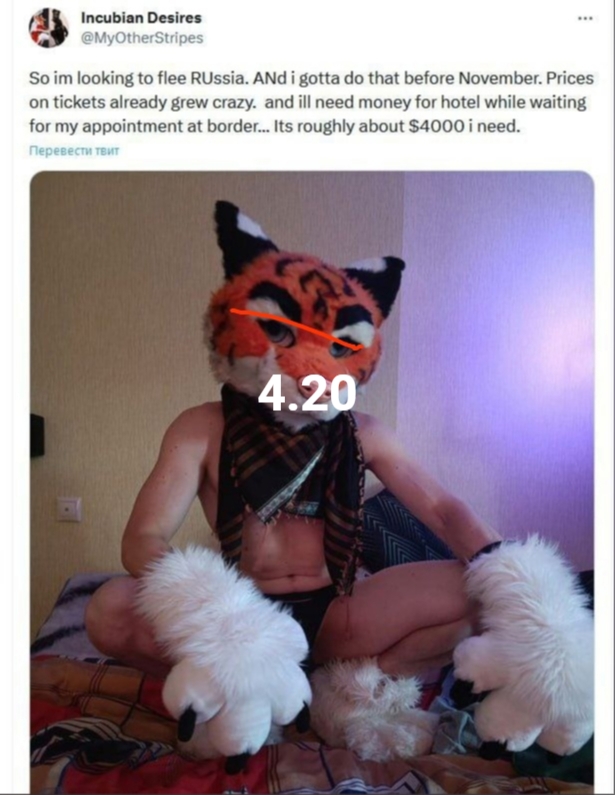 Incubian Desires
@MyOtherStripes
So im looking to flee RUssia. ANd i gotta do that before November. Prices
on tickets already grew crazy.  and ill need money for hotel while waiting
for my appointment at border... Its roughly about $4000 i need.
Перевести твит
4.20